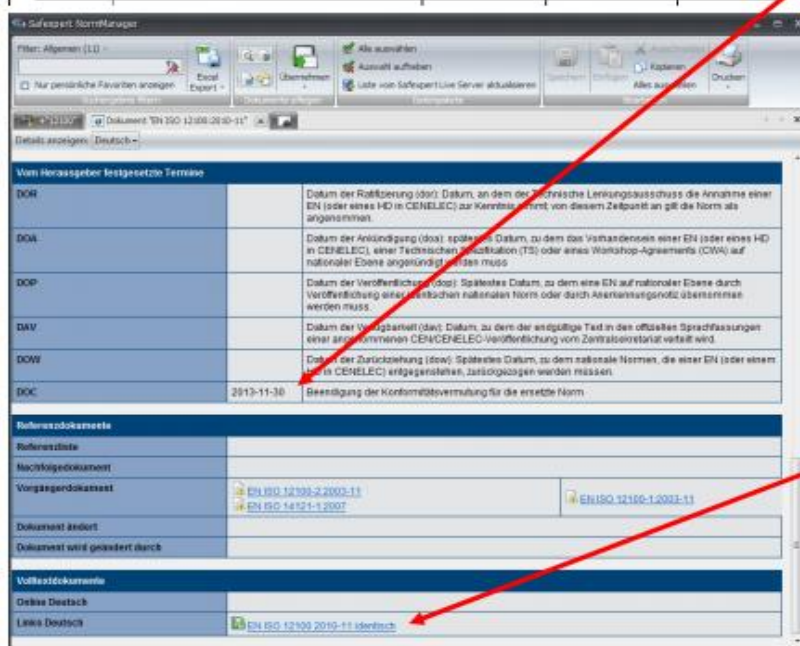 Safexpert NormManager
Filter: Allgemein (11)
Nur persönliche Favoriten anzeigen
Excel
Export
Übernehmen
Alle auswählen
Auswahl aufheben
Liste vom Safexpert Live Server aktualisieren
Speichern
Einfügen
Ausschneiden
Kopieren
Alles auswählen
Drucken
Dokument "EN ISO 12100:2010-11"
Details anzeigen: Deutsch
Vom Herausgeber festgesetzte Termine
DOR
Datum der Ratifizierung (dor): Datum, an dem der Technische Lenkungsausschuss die Annahme einer
EN (oder eines HD in CENELEC) zur Kenntnis nimmt; von diesem Zeitpunkt an gilt die Norm als
angenommen.
DOA
Datum der Ankündigung (doa): spätestes Datum, zu dem das Vorhandensein einer EN (oder eines HD
in CENELEC), einer Technischen Spezifikation (TS) oder eines Workshop-Agreements (CWA) auf
nationaler Ebene angekündigt werden muss
DOP
Datum der Veröffentlichung (dop): Spätestes Datum, zu dem eine EN auf nationaler Ebene durch
Veröffentlichung einer identischen nationalen Norm oder durch Anerkennungsnotiz übernommen
werden muss.
DAV
Datum der Verfügbarkeit (dav): Datum, zu dem der endgültige Text in den offiziellen Sprachfassungen
einer angenommenen CEN/CENELEC-Veröffentlichung vom Zentralsekretariat verteilt wird.
DOW
Datum der Zurückziehung (dow): Spätestes Datum, zu dem nationale Normen, die einer EN (oder einem
HD in CENELEC) entgegenstehen, zurückgezogen werden müssen.
DOC 2013-11-30 Beendigung der Konformitätsvermutung für die ersetzte Norm
Referenzdokumente
Referenzliste
Nachfolgedokument
Vorgängerdokument EN ISO 12100-2:2003-11 EN ISO 12100-1:2003-11
EN ISO 14121-1:2007
Dokument ändert
Dokument wird geändert durch
Volltextdokumente
Online Deutsch
Links Deutsch EN ISO 12100 2010-11 identisch